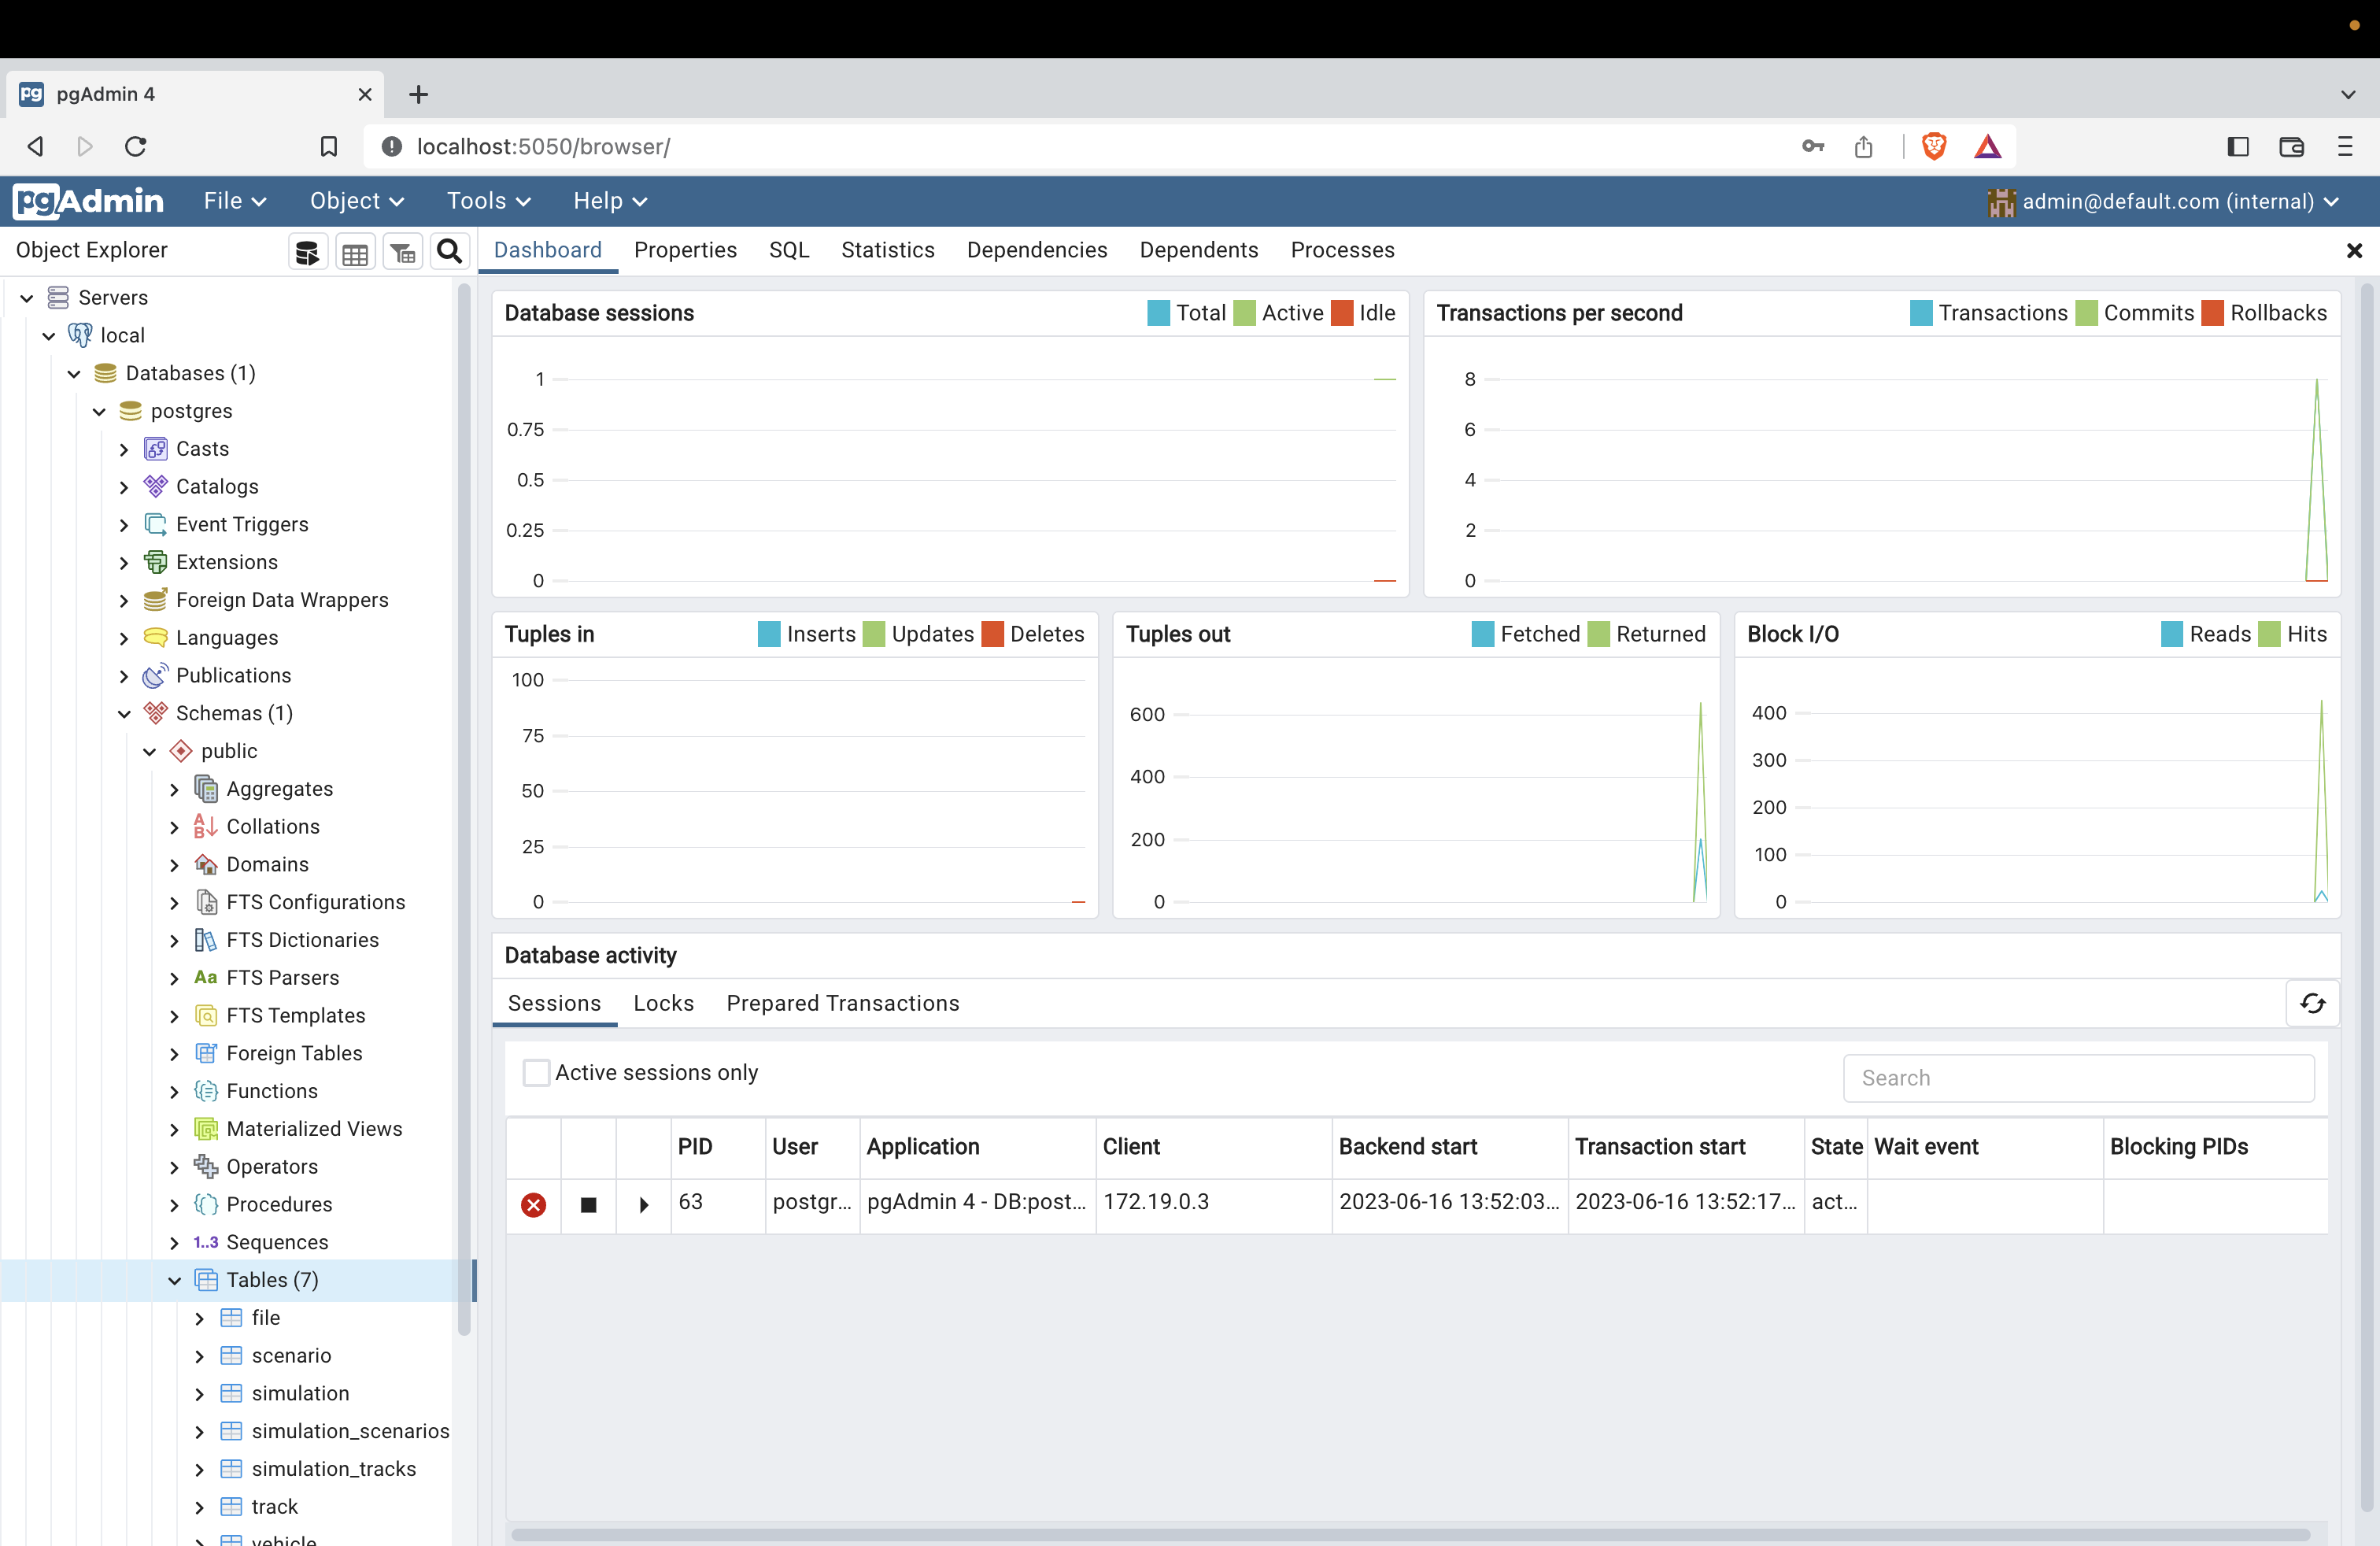 pg pgAdmin 4
localhost:5050/browser/
pgAdmin File Object Tools Help admin@default.com (internal)
Object Explorer
Dashboard Properties SQL Statistics Dependencies Dependents Processes
Servers
local
Databases (1)
postgres
Casts
Catalogs
Event Triggers
Extensions
Foreign Data Wrappers
Languages
Publications
Schemas (1)
public
Aggregates
Collations
Domains
FTS Configurations
FTS Dictionaries
Aa FTS Parsers
FTS Templates
Foreign Tables
Functions
Materialized Views
Operators
Procedures
1..3 Sequences
Tables (7)
file
scenario
simulation
simulation_scenarios
simulation_tracks
track
vehicle
Database sessions Total Active Idle
1
0.75
0.5
0.25
0
Transactions per second Transactions Commits Rollbacks
8
6
4
2
0
Tuples in Inserts Updates Deletes
100
75
50
25
0
Tuples out Fetched Returned
600
400
200
0
Block I/O Reads Hits
400
300
200
100
0
Database activity
Sessions Locks Prepared Transactions
Active sessions only Search
PID User Application Client Backend start Transaction start State Wait event Blocking PIDs
63 postgr... pgAdmin 4 - DB:post... 172.19.0.3 2023-06-16 13:52:03... 2023-06-16 13:52:17... act...